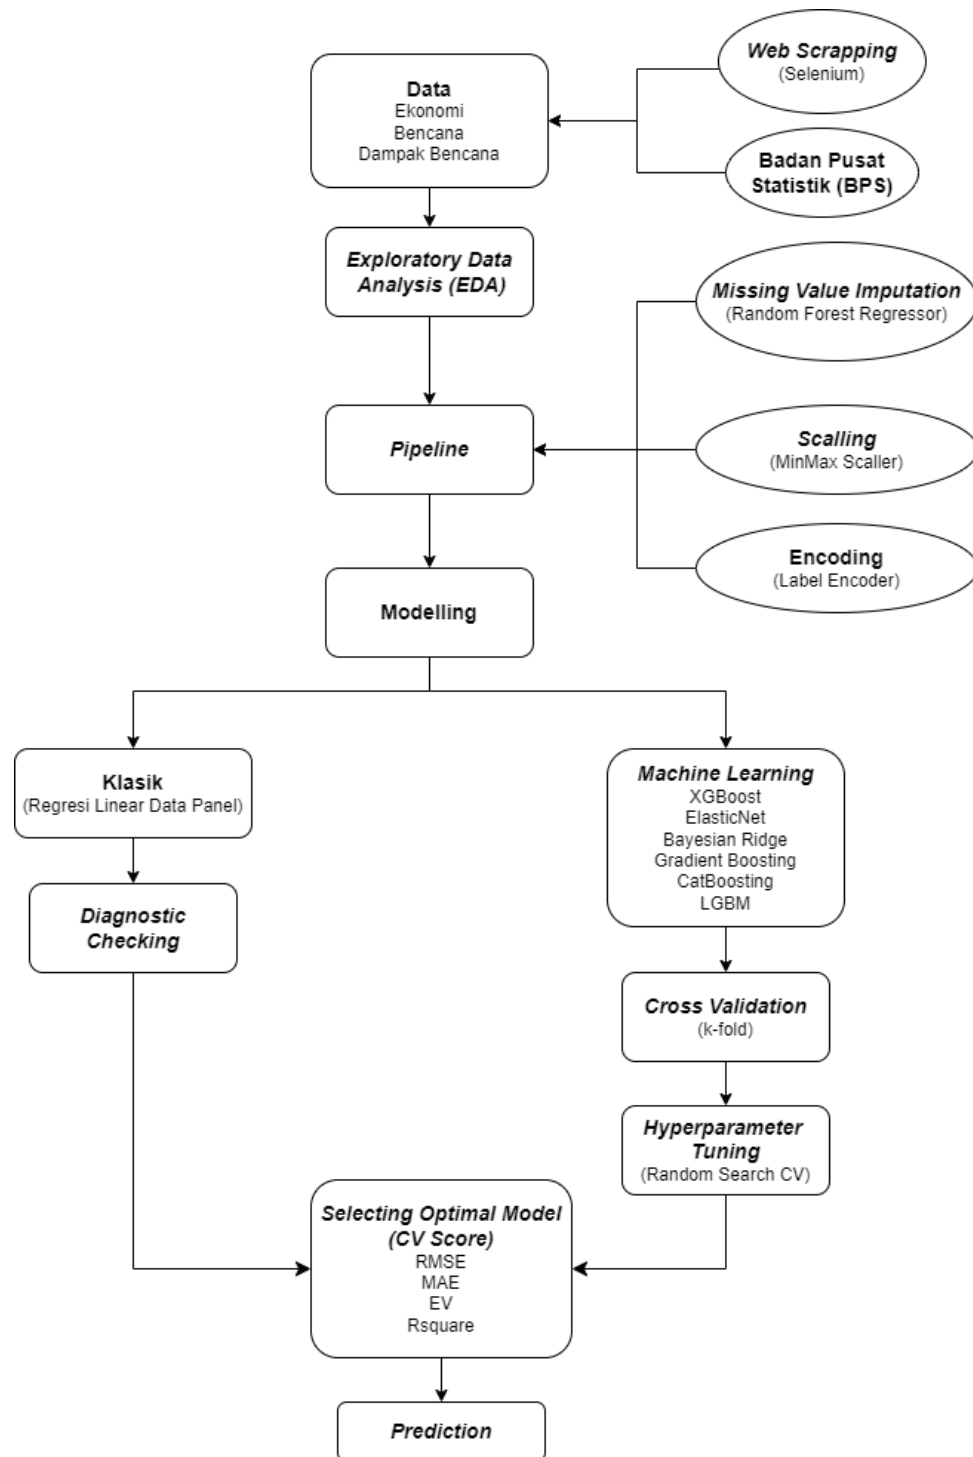 Web Scrapping
(Selenium)
Data
Ekonomi
Bencana
Dampak Bencana
Badan Pusat
Statistik (BPS)
Exploratory Data
Analysis (EDA)
Missing Value Imputation
(Random Forest Regressor)
Pipeline
Scalling
(MinMax Scaller)
Encoding
(Label Encoder)
Modelling
Klasik
(Regresi Linear Data Panel)
Machine Learning
XGBoost
ElasticNet
Bayesian Ridge
Gradient Boosting
CatBoosting
LGBM
Diagnostic
Checking
Cross Validation
(k-fold)
Hyperparameter
Tuning
(Random Search CV)
Selecting Optimal Model
(CV Score)
RMSE
MAE
EV
Rsquare
Prediction